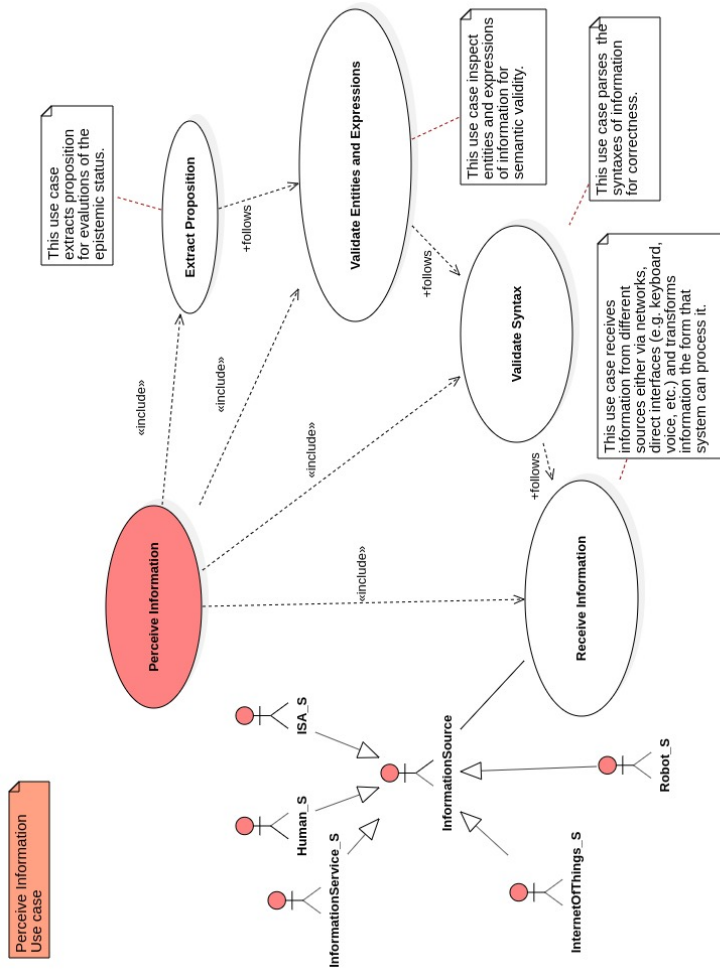 Perceive Information
Use case
Perceive Information
«include»
«include»
«include»
«include»
This use case
extracts proposition
for evalutions of the
epistemic status.
Extract Proposition
+follows
Validate Entities and Expressions
This use case inspect
entities and expressions
of information for
semantic validity.
+follows
Validate Syntax
This use case parses the
syntaxes of information
for correctness.
+follows
Receive Information
This use case receives
information from different
sources either via networks,
direct interfaces (e.g. keyboard,
voice, etc.) and transforms
information the form that
system can process it.
ISA_S
Human_S
InformationService_S
InformationSource
InternetOfThings_S
Robot_S